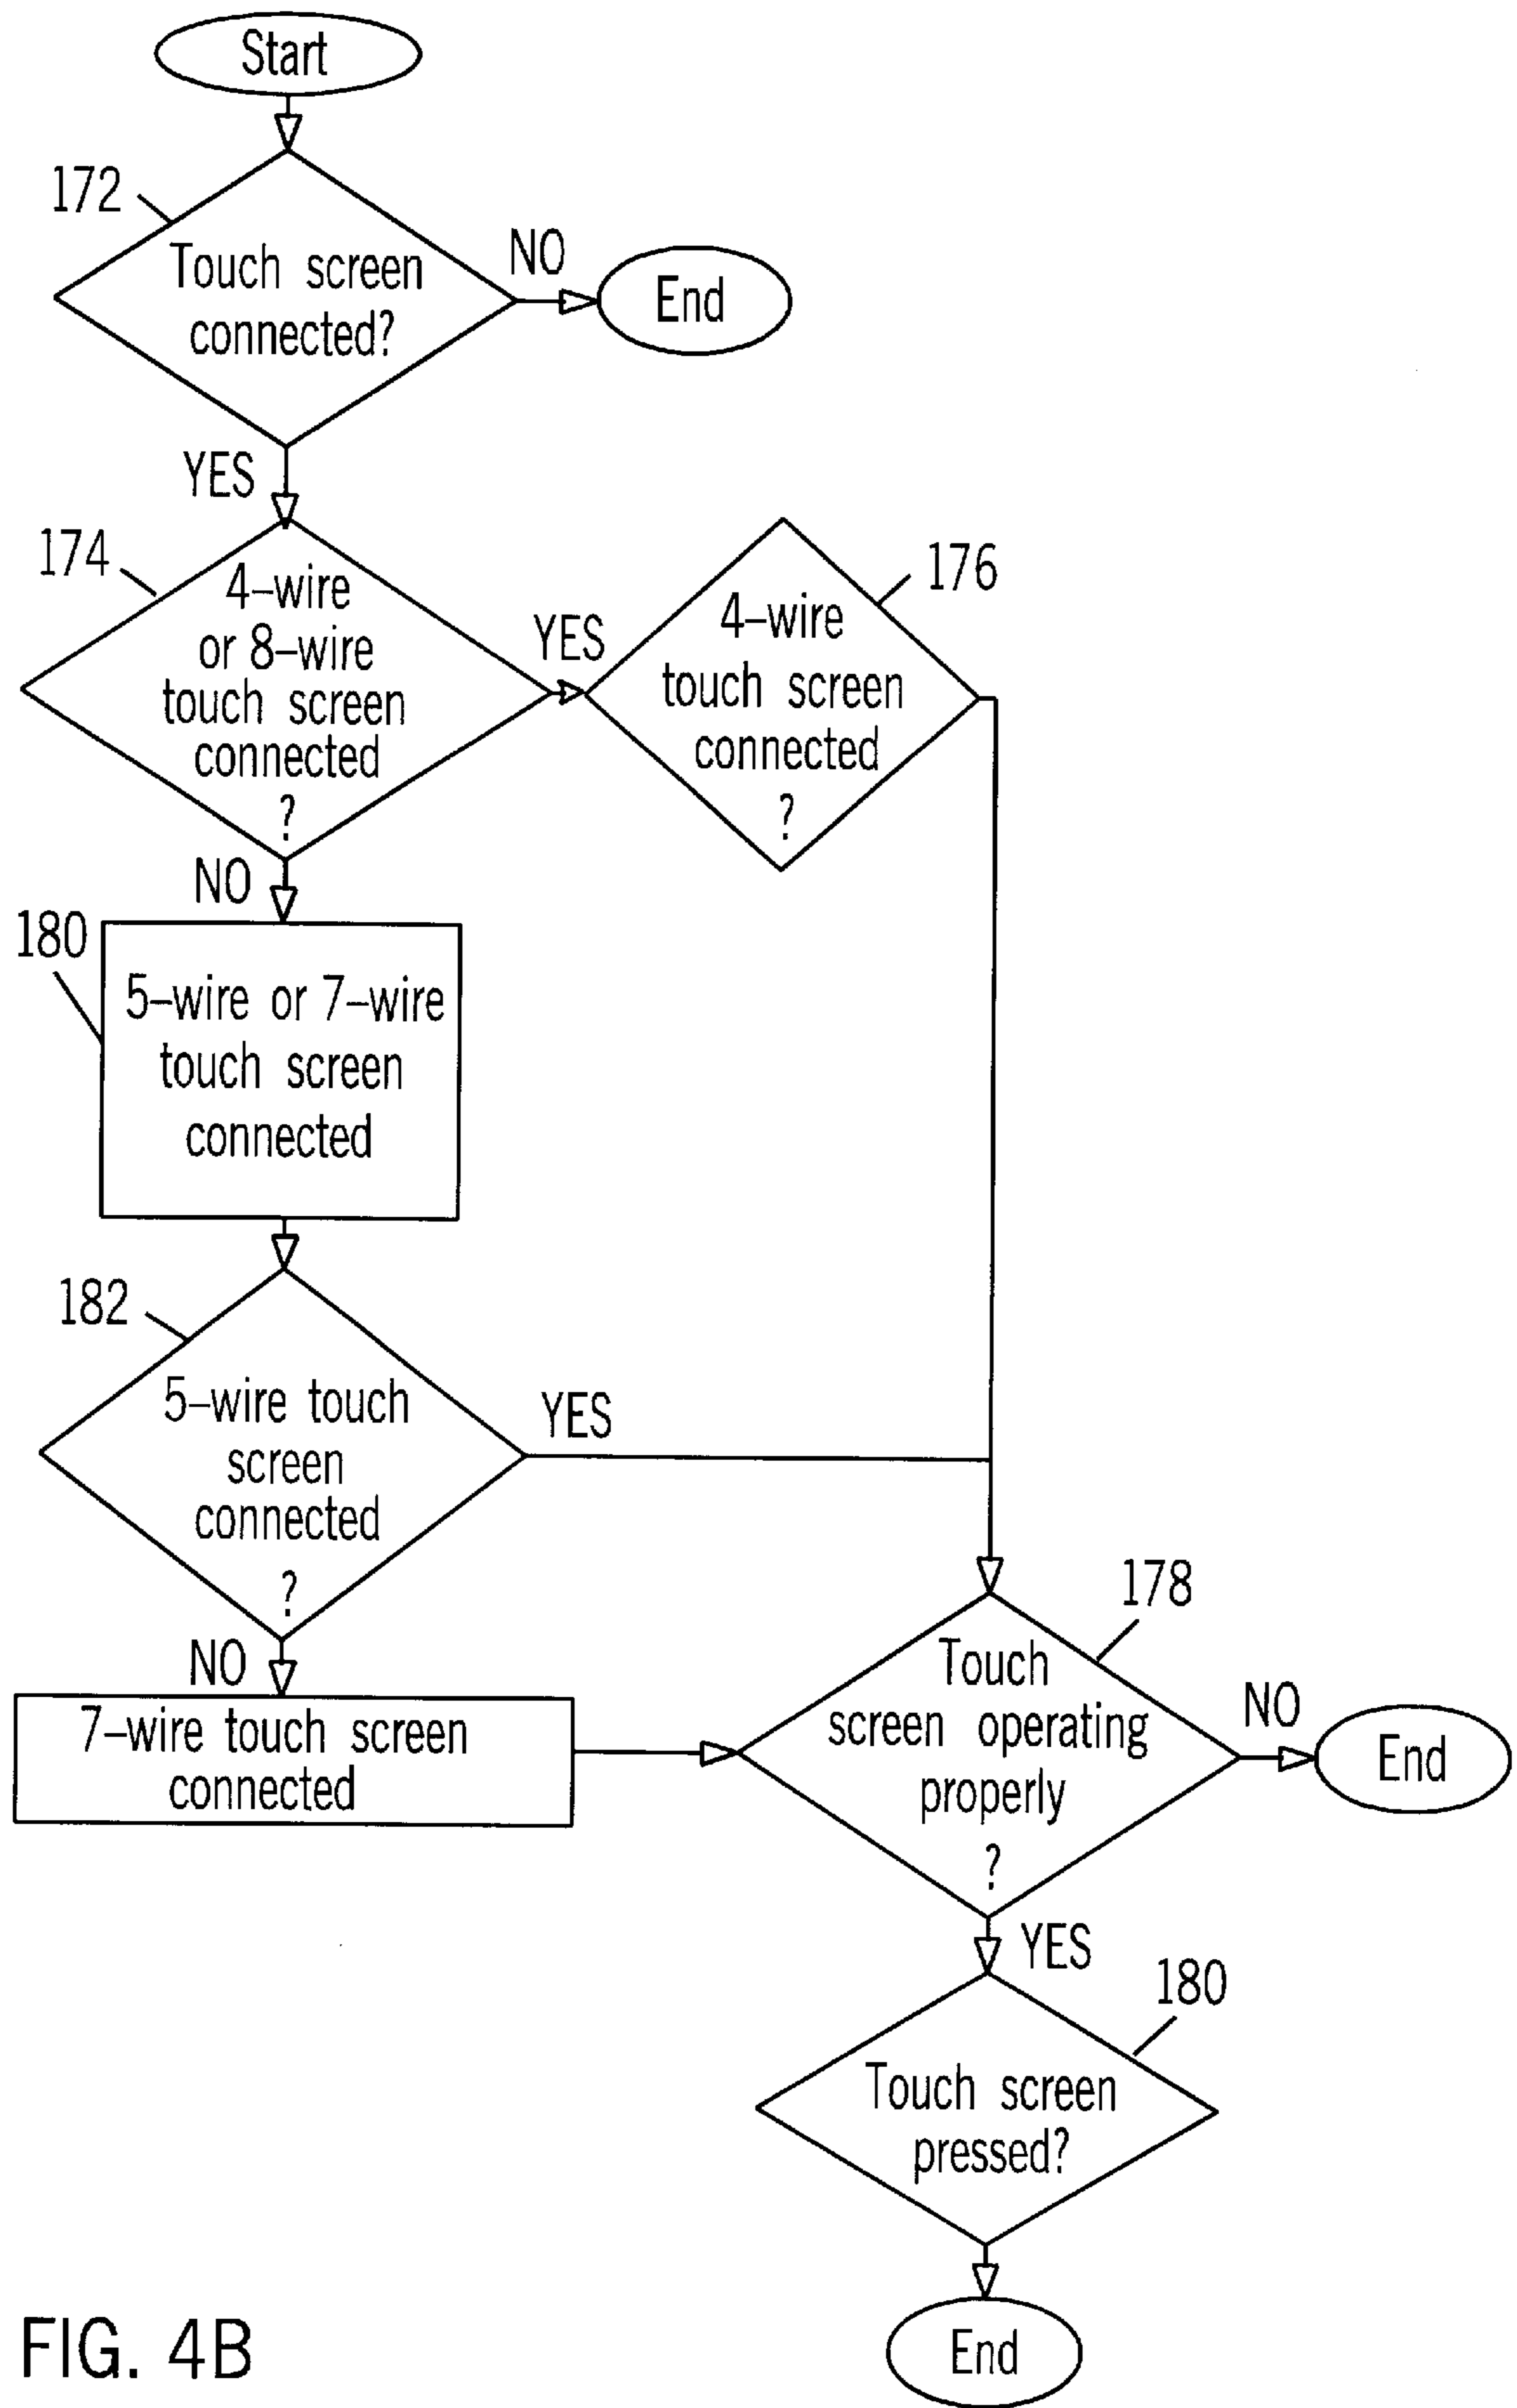 Start
172
Touch screen
connected?
NO
End
YES
174
4–wire
or 8–wire
touch screen
connected
?
YES
176
4–wire
touch screen
connected
?
NO
180
5–wire or 7–wire
touch screen
connected
182
5–wire touch
screen
connected
?
YES
NO
7–wire touch screen
connected
178
Touch
screen operating
properly
?
NO
End
YES
180
Touch screen
pressed?
End
FIG. 4B